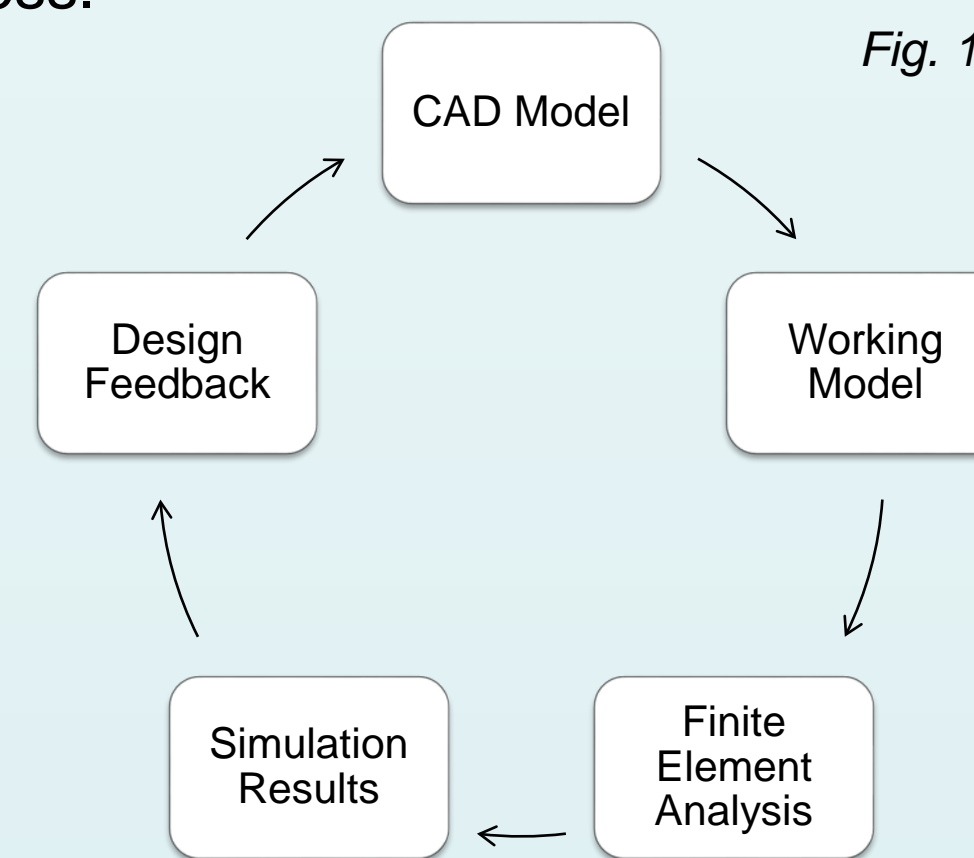 Fig. 1
CAD Model
Working
Model
Finite
Element
Analysis
Simulation
Results
Design
Feedback